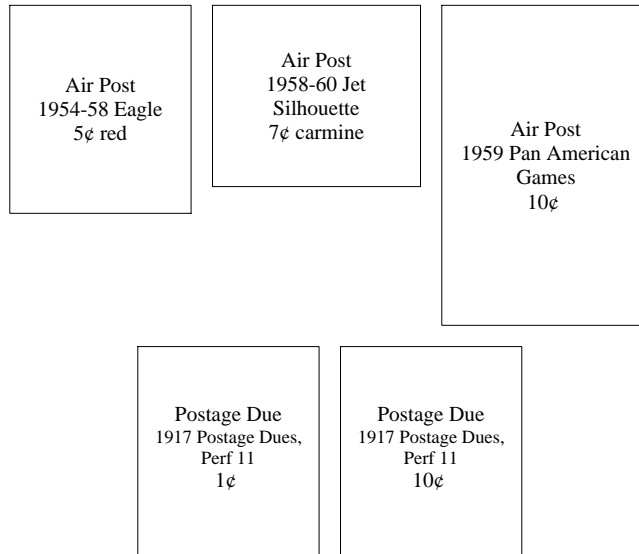 Air Post
1954-58 Eagle
5¢ red
Air Post
1958-60 Jet
Silhouette
7¢ carmine
Air Post
1959 Pan American
Games
10¢
Postage Due
1917 Postage Dues,
Perf 11
1¢
Postage Due
1917 Postage Dues,
Perf 11
10¢